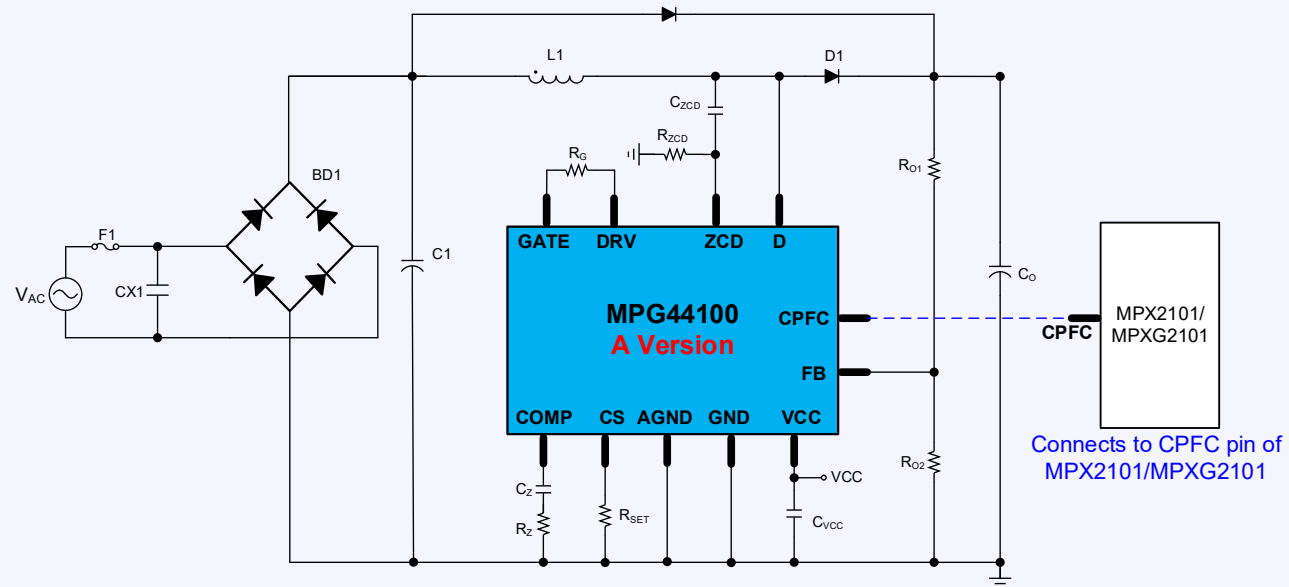 L1
D1
CZCD
RZCD
RG
RO1
BD1
F1
GATE DRV ZCD D
C1
CO
VAC
CX1
MPG44100
A Version
CPFC
CPFC
MPX2101/
MPXG2101
FB
COMP CS AGND GND VCC
Connects to CPFC pin of
MPX2101/MPXG2101
RO2
VCC
CZ
RZ
RSET
CVCC